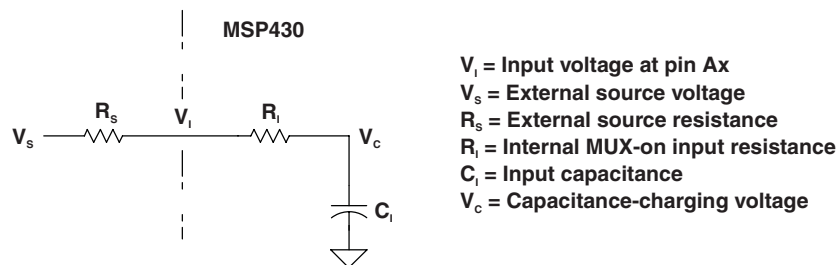 MSP430
V_S
R_S
V_I
R_I
V_C
C_I
V_I = Input voltage at pin Ax
V_S = External source voltage
R_S = External source resistance
R_I = Internal MUX-on input resistance
C_I = Input capacitance
V_C = Capacitance-charging voltage